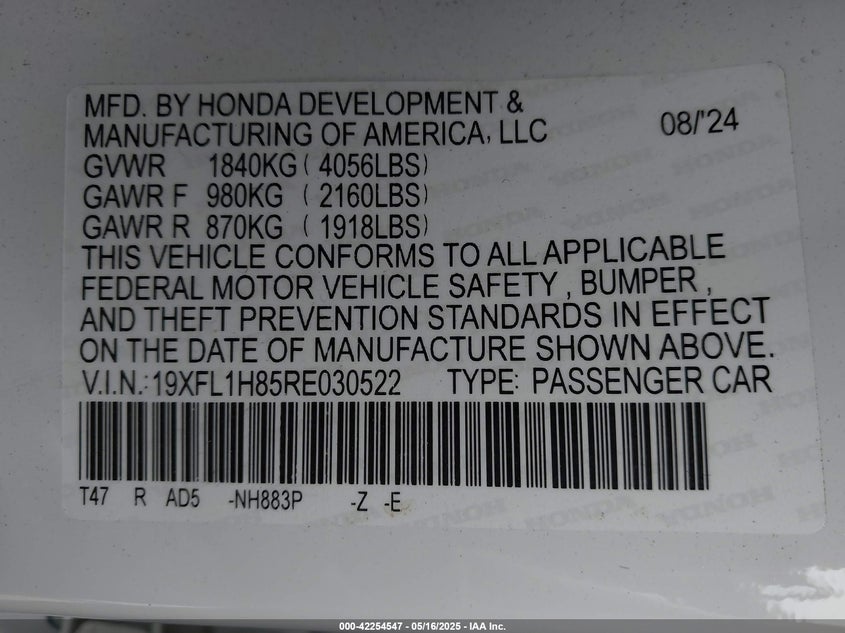 MFD. BY HONDA DEVELOPMENT &
MANUFACTURING OF AMERICA, LLC 08/'24
GVWR 1840KG ( 4056LBS)
GAWR F 980KG ( 2160LBS)
GAWR R 870KG ( 1918LBS)
THIS VEHICLE CONFORMS TO ALL APPLICABLE
FEDERAL MOTOR VEHICLE SAFETY , BUMPER ,
AND THEFT PREVENTION STANDARDS IN EFFECT
ON THE DATE OF MANUFACTURE SHOWN ABOVE.
V.I.N.: 19XFL1H85RE030522 TYPE: PASSENGER CAR
T47 R AD5 -NH883P -Z -E
HONDA HONDA HONDA
000-42254547 - 05/16/2025 - IAA Inc.